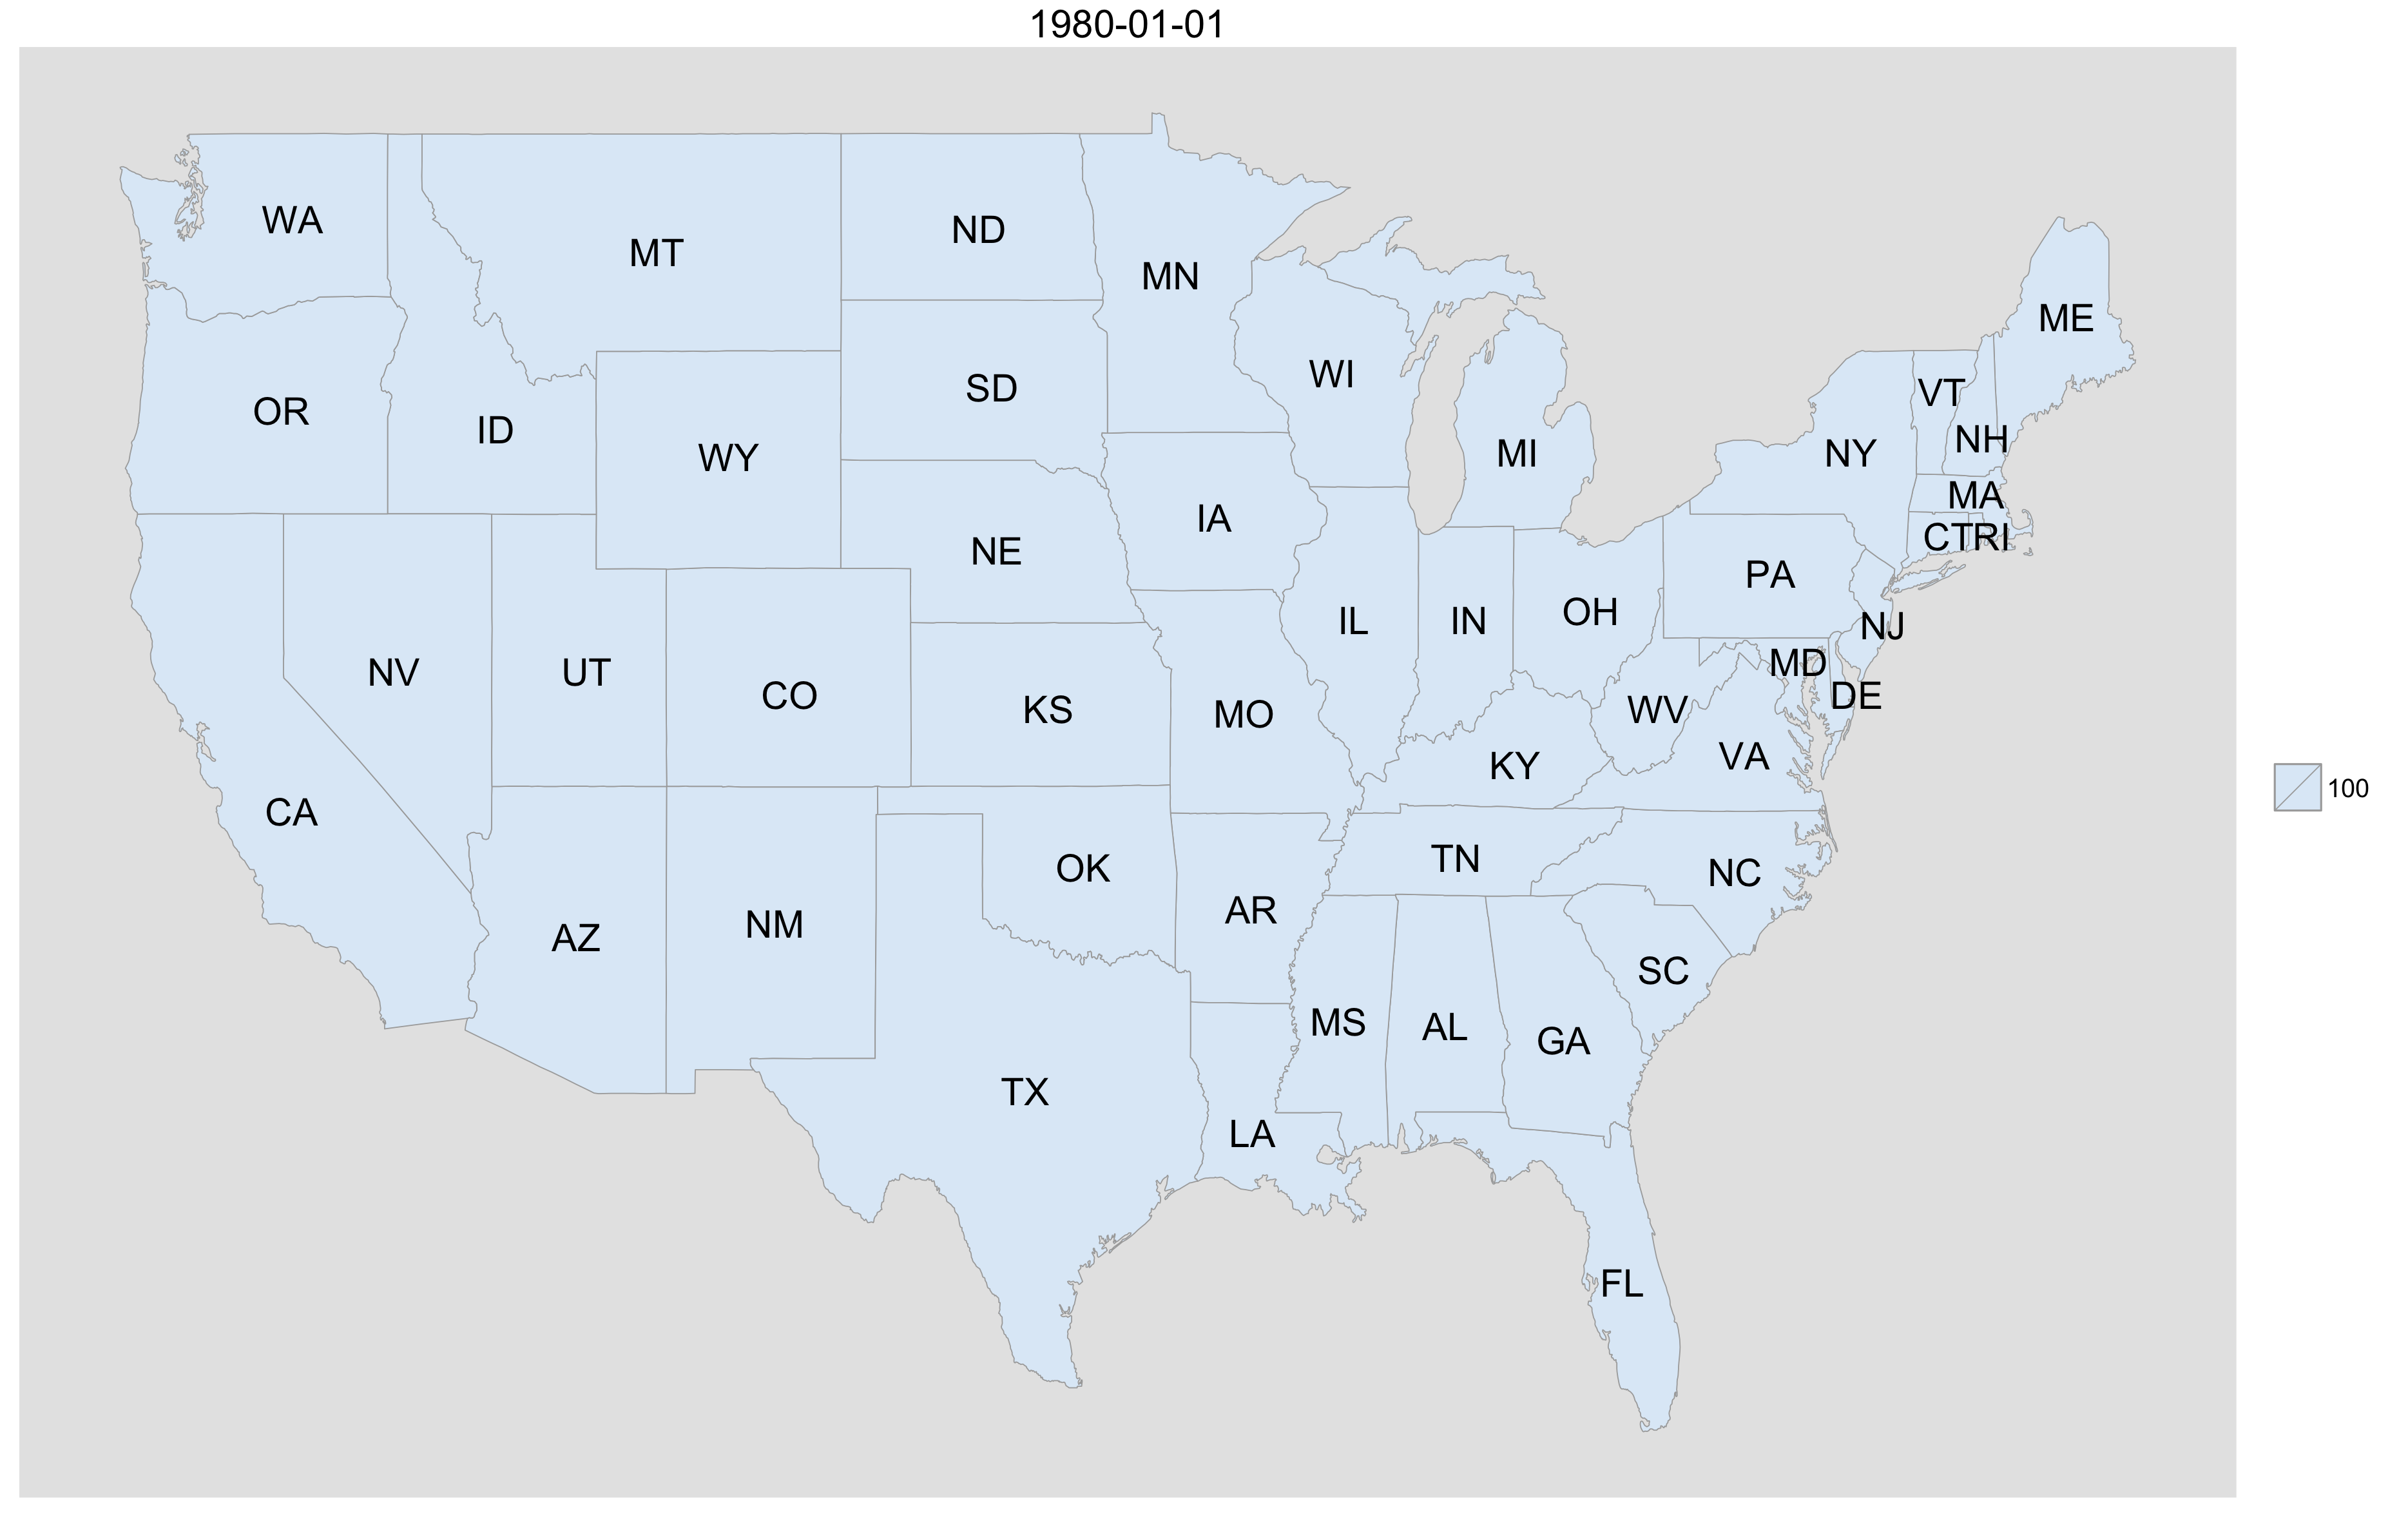 1980-01-01
WA
MT
ND
MN
ME
OR
ID
WY
SD
WI
MI
NY
VT
NH
MA
CT
RI
IA
NE
PA
NJ
NV
UT
CO
KS
MO
IL
IN
OH
WV
MD
DE
VA
KY
100
CA
AZ
NM
OK
AR
TN
NC
SC
MS
AL
GA
TX
LA
FL